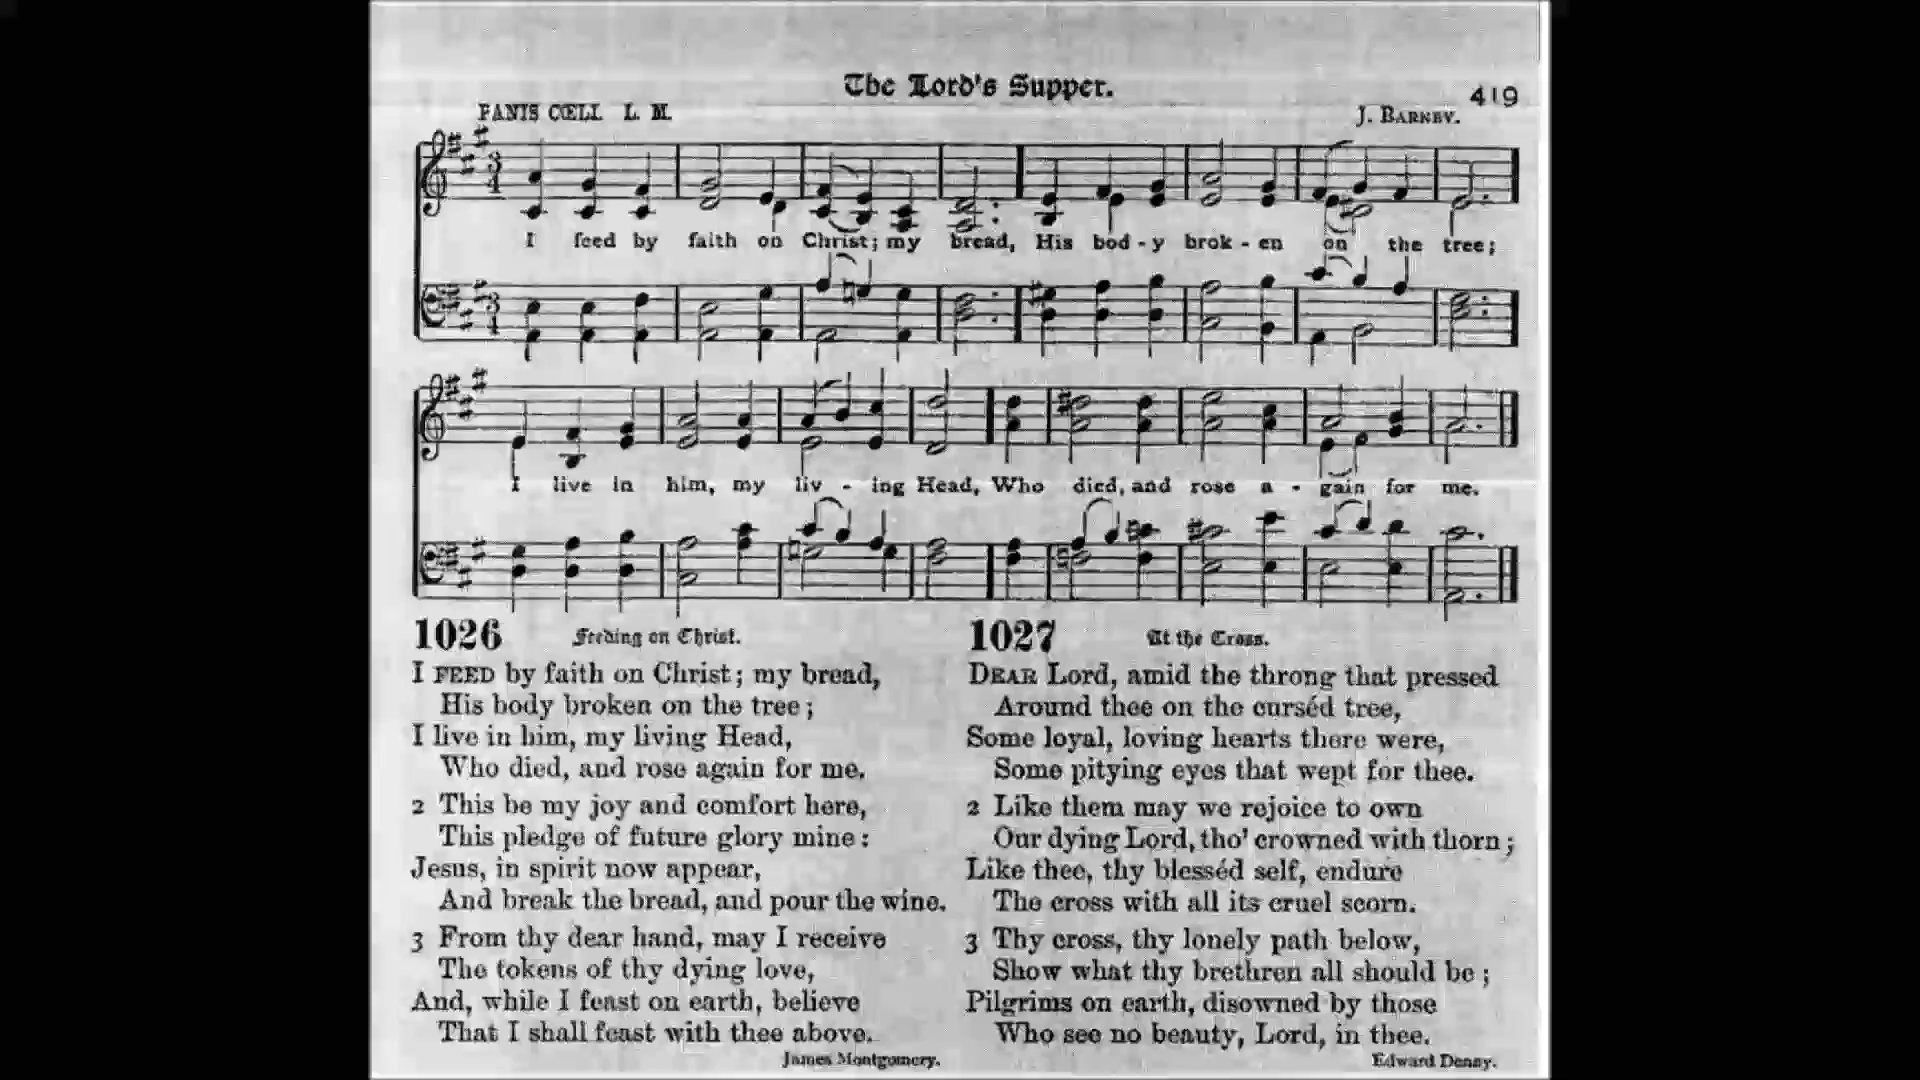 The Lord's Supper.
419
PANIS CŒLI. L. M.
J. BARNBY.
I feed by faith on Christ; my bread, His bod - y brok - en on the tree;
I live in him, my liv - ing Head, Who died, and rose a - gain for me.
1026 Feeding on Christ.
I FEED by faith on Christ; my bread,
His body broken on the tree;
I live in him, my living Head,
Who died, and rose again for me.
2 This be my joy and comfort here,
This pledge of future glory mine:
Jesus, in spirit now appear,
And break the bread, and pour the wine.
3 From thy dear hand, may I receive
The tokens of thy dying love,
And, while I feast on earth, believe
That I shall feast with thee above.
James Montgomery.
1027 At the Cross.
DEAR Lord, amid the throng that pressed
Around thee on the curséd tree,
Some loyal, loving hearts there were,
Some pitying eyes that wept for thee.
2 Like them may we rejoice to own
Our dying Lord, tho' crowned with thorn;
Like thee, thy blesséd self, endure
The cross with all its cruel scorn.
3 Thy cross, thy lonely path below,
Show what thy brethren all should be;
Pilgrims on earth, disowned by those
Who see no beauty, Lord, in thee.
Edward Denny.